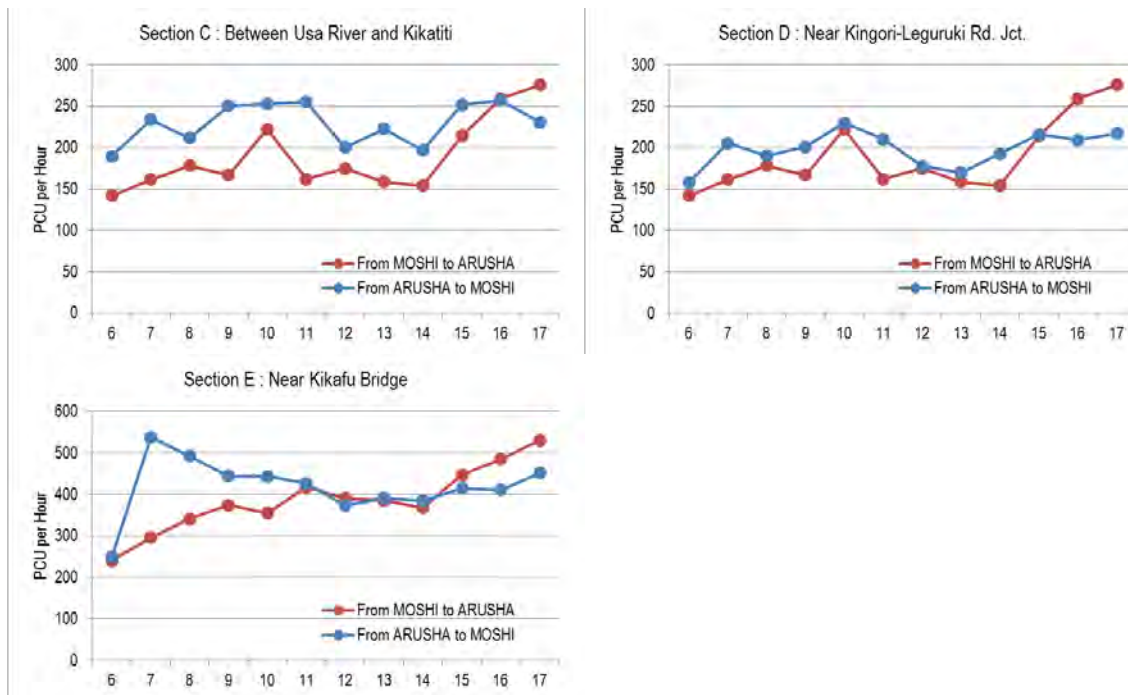 Section C : Between Usa River and Kikatiti
300
250
200
150
100
50
0
PCU per Hour
From MOSHI to ARUSHA
From ARUSHA to MOSHI
6 7 8 9 10 11 12 13 14 15 16 17
Section D : Near Kingori-Leguruki Rd. Jct.
300
250
200
150
100
50
0
PCU per Hour
From MOSHI to ARUSHA
From ARUSHA to MOSHI
6 7 8 9 10 11 12 13 14 15 16 17
Section E : Near Kikafu Bridge
600
500
400
300
200
100
0
PCU per Hour
From MOSHI to ARUSHA
From ARUSHA to MOSHI
6 7 8 9 10 11 12 13 14 15 16 17